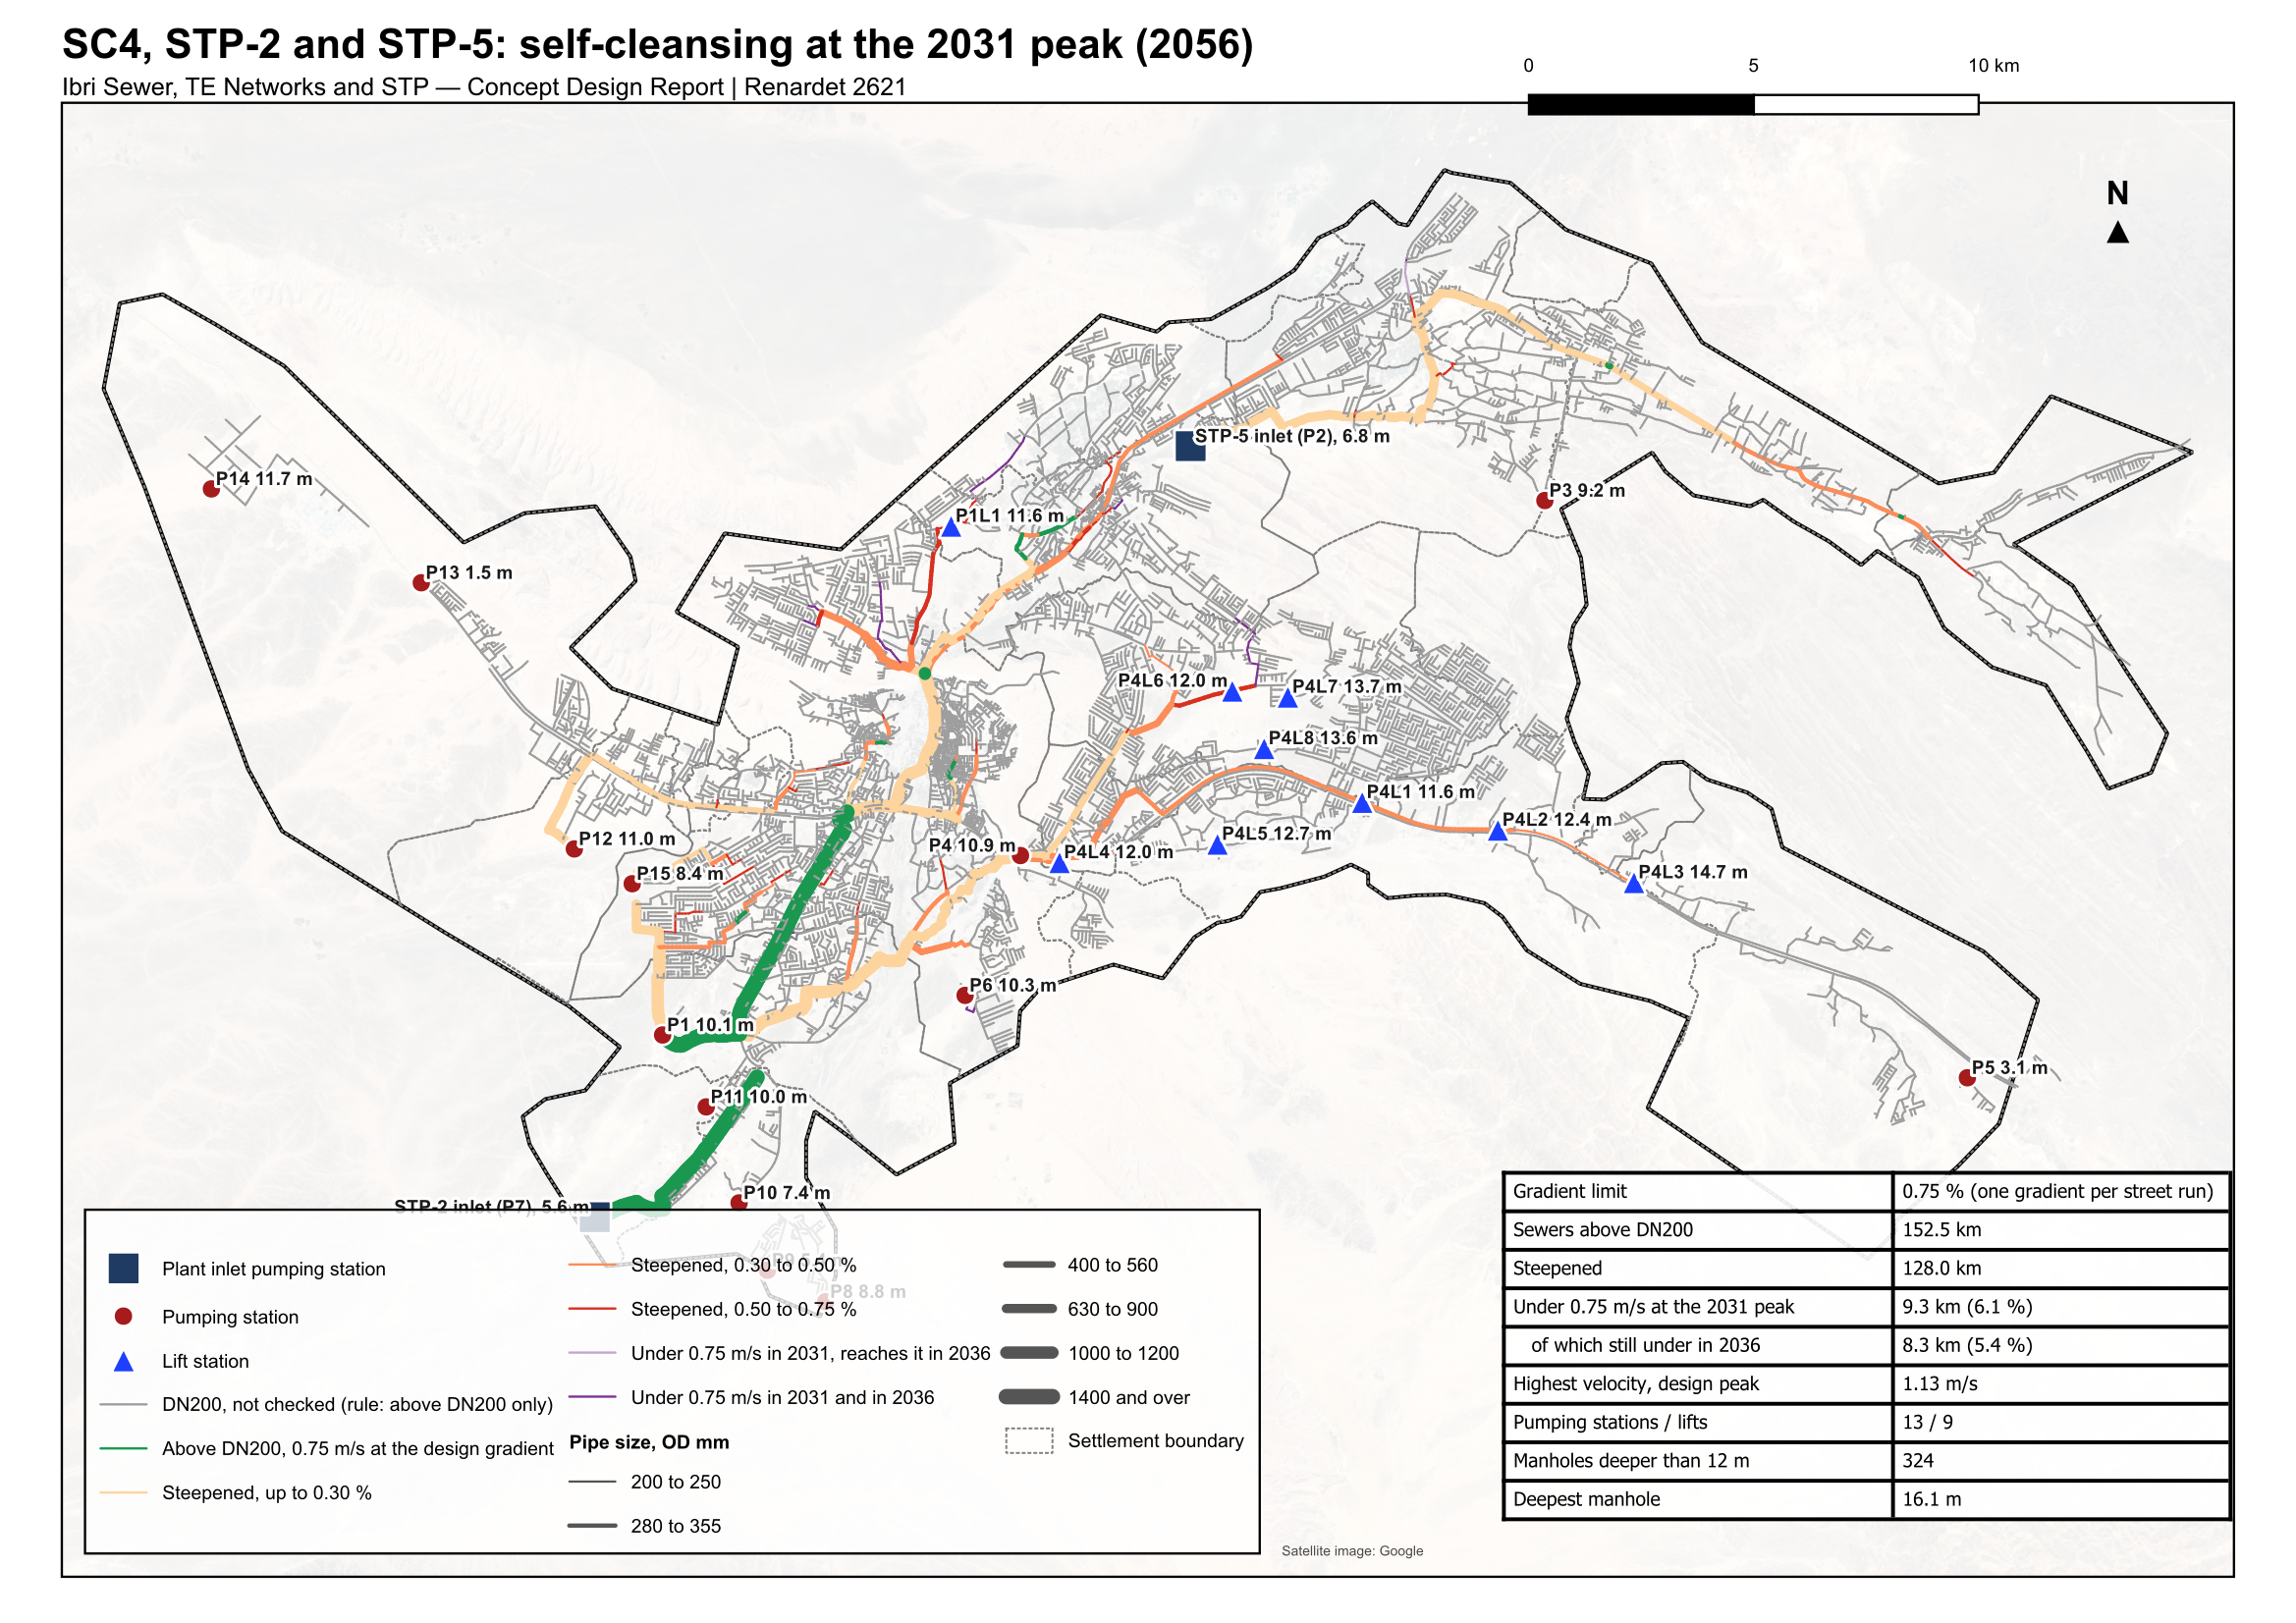 SC4, STP-2 and STP-5: self-cleansing at the 2031 peak (2056)
Ibri Sewer, TE Networks and STP — Concept Design Report | Renardet 2621
0 5 10 km
N
STP-5 inlet (P2), 6.8 m
P14 11.7 m
P3 9.2 m
P1L1 11.6 m
P13 1.5 m
P4L6 12.0 m
P4L7 13.7 m
P4L8 13.6 m
P4L1 11.6 m
P4L2 12.4 m
P12 11.0 m
P4 10.9 m
P4L4 12.0 m
P4L5 12.7 m
P15 8.4 m
P4L3 14.7 m
P6 10.3 m
P1 10.1 m
P5 3.1 m
P11 10.0 m
P10 7.4 m
STP-2 inlet (P7), 5.6 m
P8 8.8 m
Plant inlet pumping station
Pumping station
Lift station
DN200, not checked (rule: above DN200 only)
Above DN200, 0.75 m/s at the design gradient
Steepened, up to 0.30 %
Steepened, 0.30 to 0.50 %
Steepened, 0.50 to 0.75 %
Under 0.75 m/s in 2031, reaches it in 2036
Under 0.75 m/s in 2031 and in 2036
Pipe size, OD mm
200 to 250
280 to 355
400 to 560
630 to 900
1000 to 1200
1400 and over
Settlement boundary
Gradient limit 0.75 % (one gradient per street run)
Sewers above DN200 152.5 km
Steepened 128.0 km
Under 0.75 m/s at the 2031 peak 9.3 km (6.1 %)
of which still under in 2036 8.3 km (5.4 %)
Highest velocity, design peak 1.13 m/s
Pumping stations / lifts 13 / 9
Manholes deeper than 12 m 324
Deepest manhole 16.1 m
Satellite image: Google